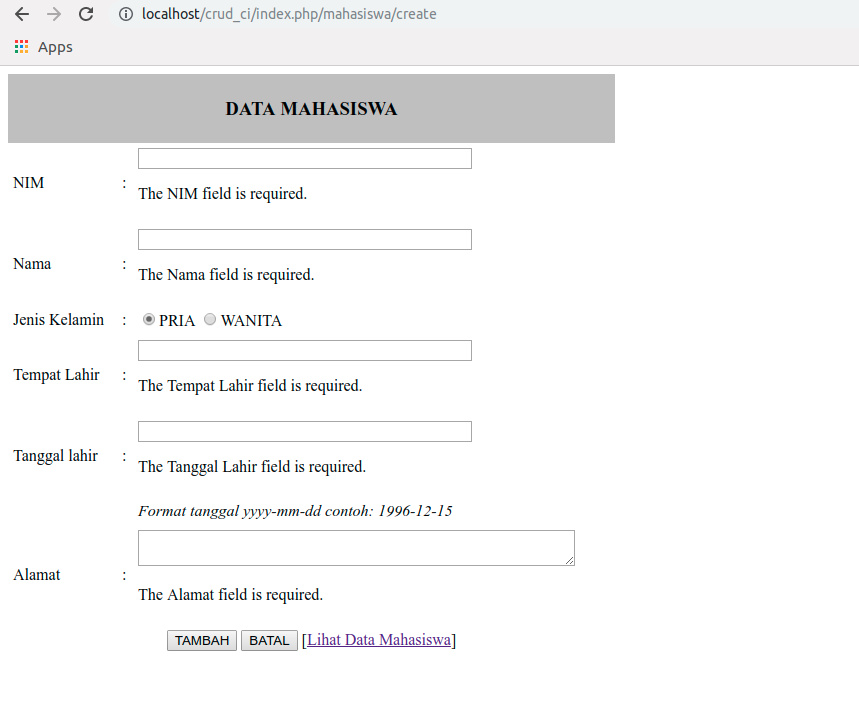 localhost/crud_ci/index.php/mahasiswa/create
Apps
DATA MAHASISWA
NIM :
The NIM field is required.
Nama :
The Nama field is required.
Jenis Kelamin : PRIA WANITA
Tempat Lahir :
The Tempat Lahir field is required.
Tanggal lahir :
The Tanggal Lahir field is required.
Format tanggal yyyy-mm-dd contoh: 1996-12-15
Alamat :
The Alamat field is required.
TAMBAH BATAL [Lihat Data Mahasiswa]